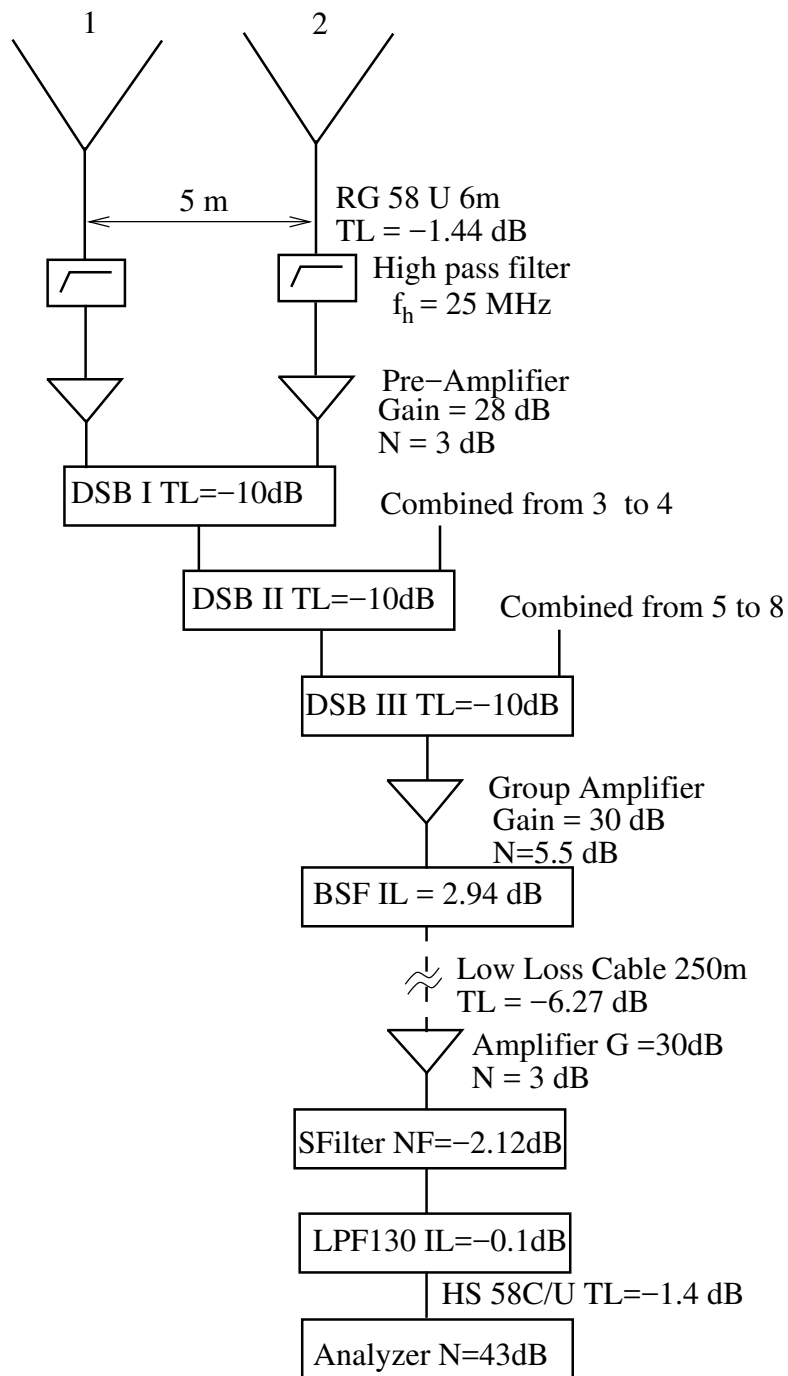 1
2
5 m
RG 58 U 6m
TL = −1.44 dB
High pass filter
fh = 25 MHz
Pre−Amplifier
Gain = 28 dB
N = 3 dB
DSB I TL=−10dB
Combined from 3 to 4
DSB II TL=−10dB
Combined from 5 to 8
DSB III TL=−10dB
Group Amplifier
Gain = 30 dB
N=5.5 dB
BSF IL = 2.94 dB
Low Loss Cable 250m
TL = −6.27 dB
Amplifier G =30dB
N = 3 dB
SFilter NF=−2.12dB
LPF130 IL=−0.1dB
HS 58C/U TL=−1.4 dB
Analyzer N=43dB